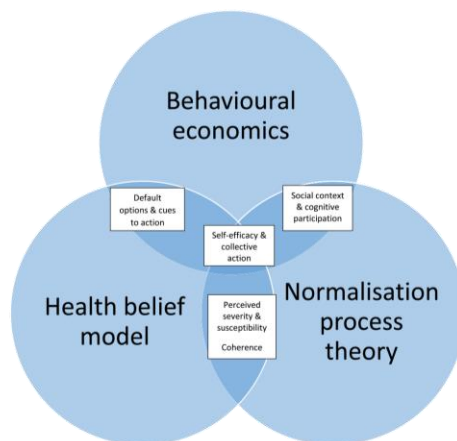 Behavioural
economics
Default
options & cues
to action
Social context
& cognitive
participation
Self-efficacy &
collective
action
Health belief
model
Perceived
severity &
susceptibility
Coherence
Normalisation
process
theory